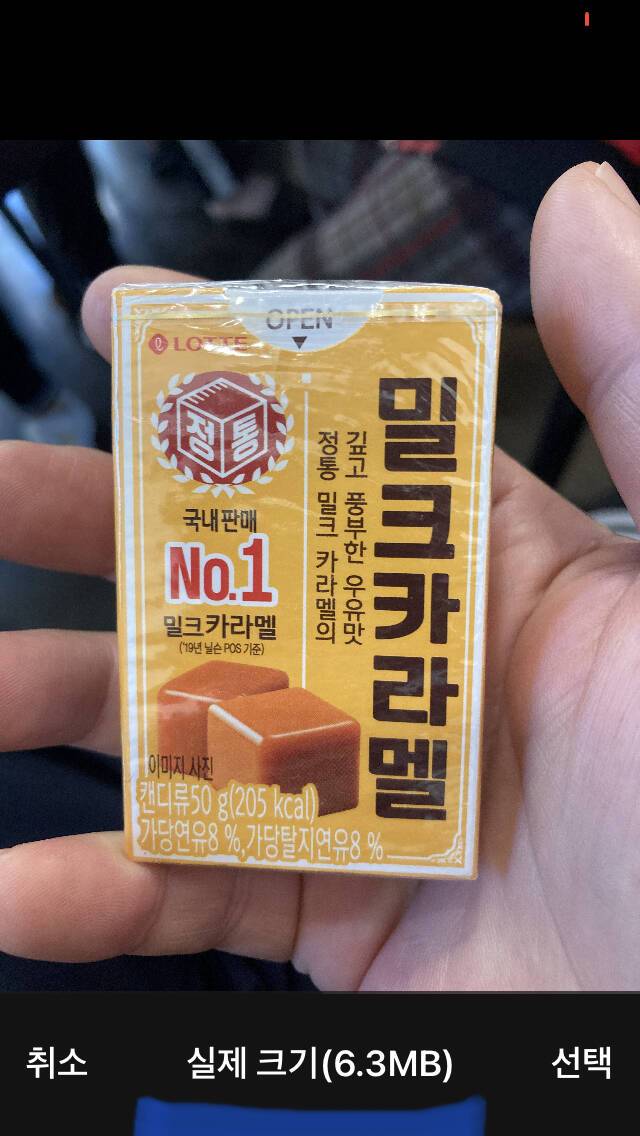 OPEN
LOTTE
정통
국내판매
No.1
밀크카라멜
('19년 닐슨 POS 기준)
깊고 풍부한 우유맛
정통 밀크 카라멜의
밀크카라멜
이미지 사진
캔디류50 g(205 kcal)
가당연유8 %,가당탈지연유8 %
취소
실제 크기(6.3MB)
선택